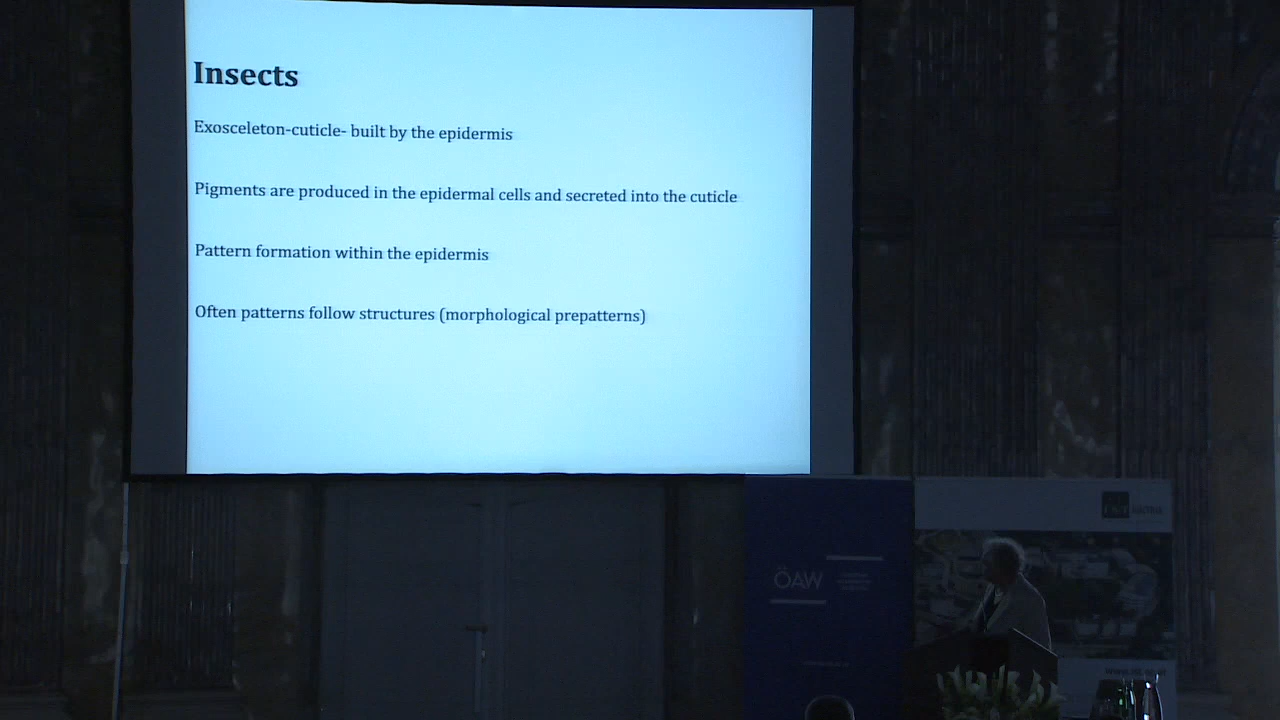 Insects
Exosceleton-cuticle- built by the epidermis
Pigments are produced in the epidermal cells and secreted into the cuticle
Pattern formation within the epidermis
Often patterns follow structures (morphological prepatterns)
ÖAW